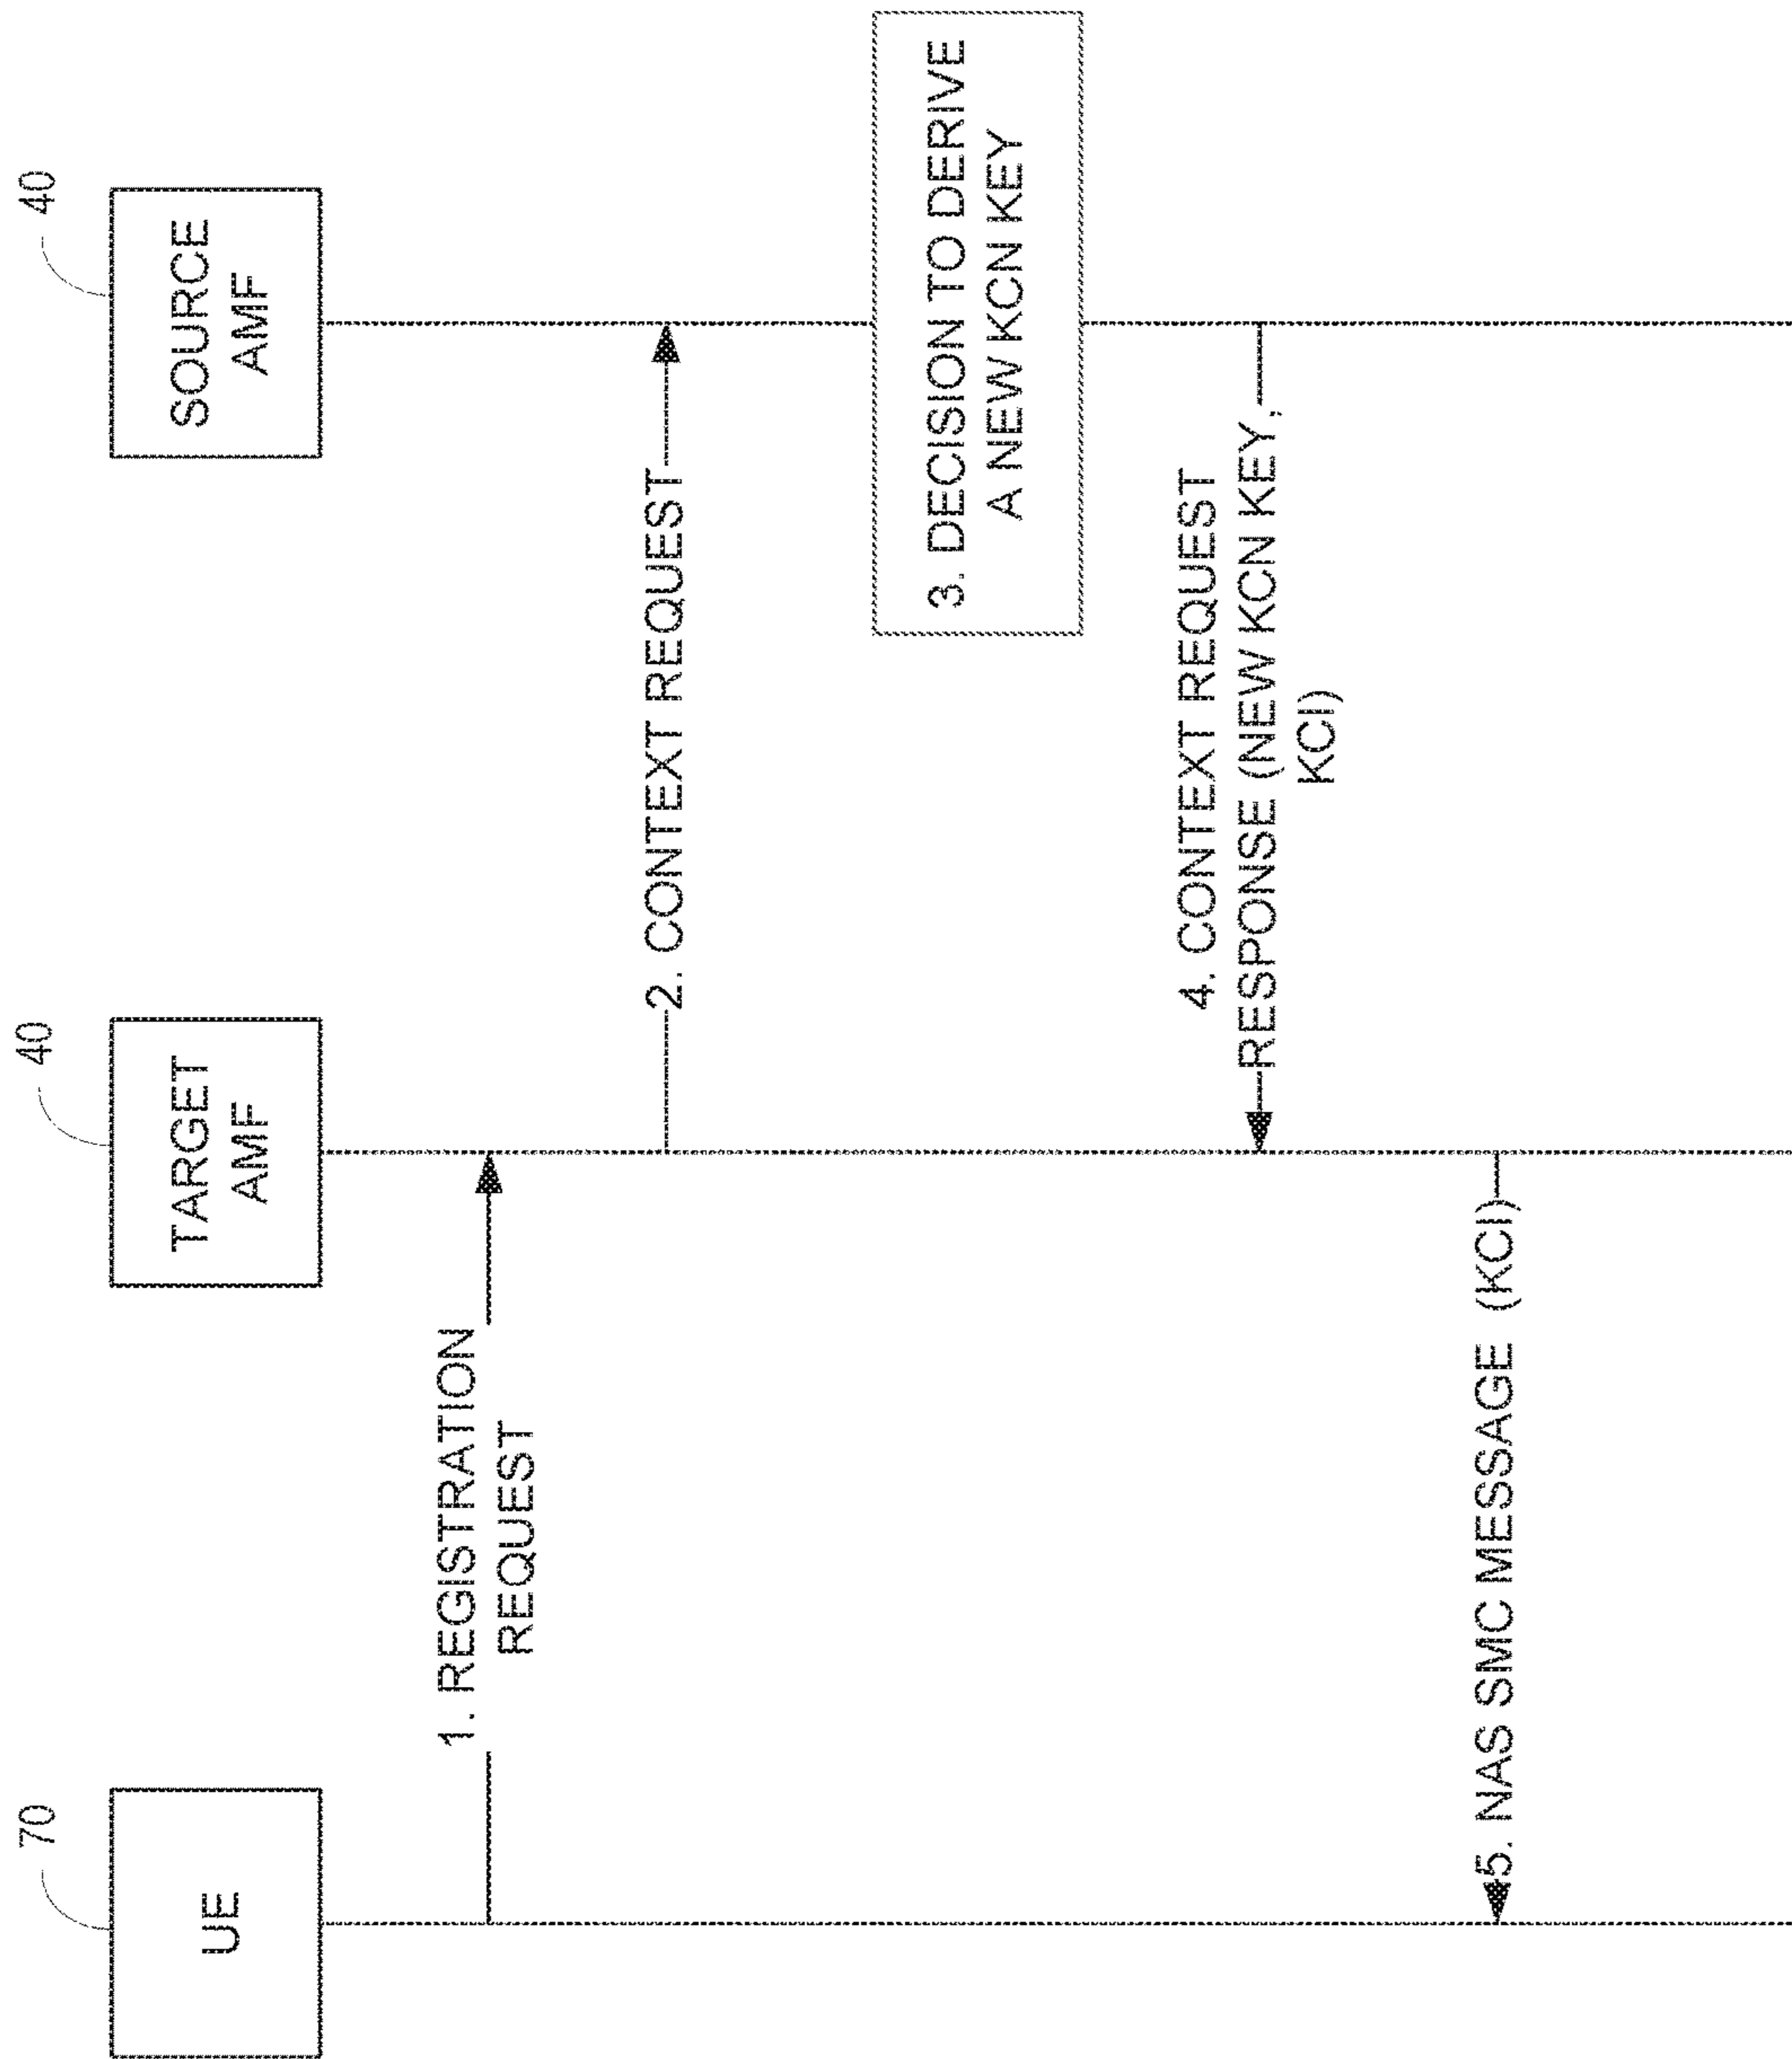 70
UE
40
TARGET
AMF
40
SOURCE
AMF
1. REGISTRATION
REQUEST
2. CONTEXT REQUEST
3. DECISION TO DERIVE
A NEW KCN KEY
4. CONTEXT REQUEST
RESPONSE (NEW KCN KEY,
KCI)
5. NAS SMC MESSAGE (KCI)